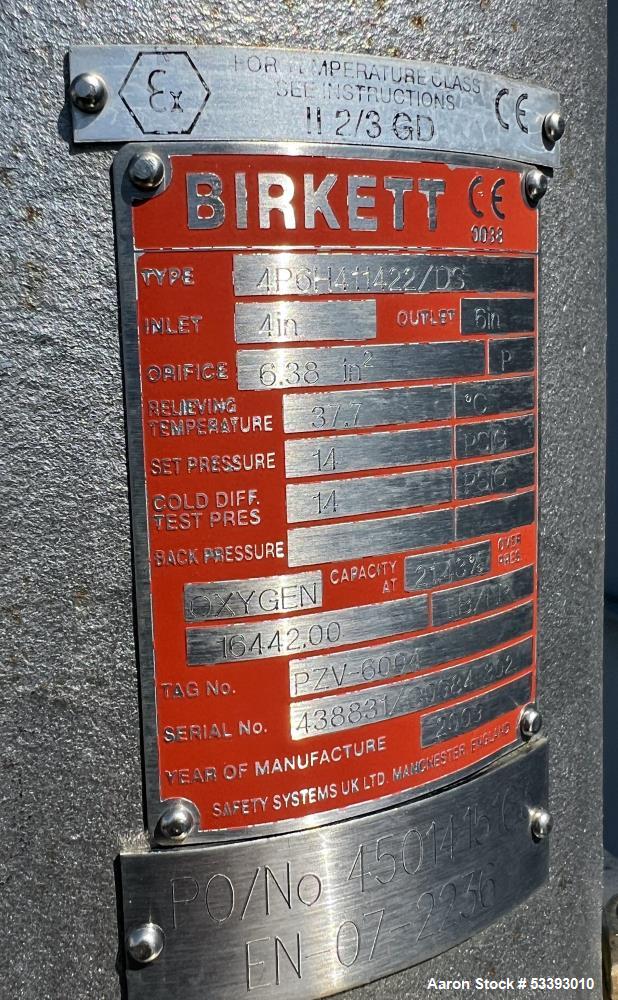 Ex
FOR TEMPERATURE CLASS
SEE INSTRUCTIONS
II 2/3 GD
CE
BIRKETT CE
0038
TYPE 4P6H411422/DS
INLET 4in OUTLET 6in
ORIFICE 6.38 in² P
RELIEVING
TEMPERATURE 37.7 °C
SET PRESSURE 14 PSIG
COLD DIFF.
TEST PRES 14 PSIG
BACK PRESSURE
OXYGEN CAPACITY AT 21.43% OVER PRES.
16442.00 LB/HR
TAG No. PZV-6004
SERIAL No.
YEAR OF MANUFACTURE
SAFETY SYSTEMS UK LTD. MANCHESTER, ENGLAND
PO/No
EN-07-2236
Aaron Stock # 53393010